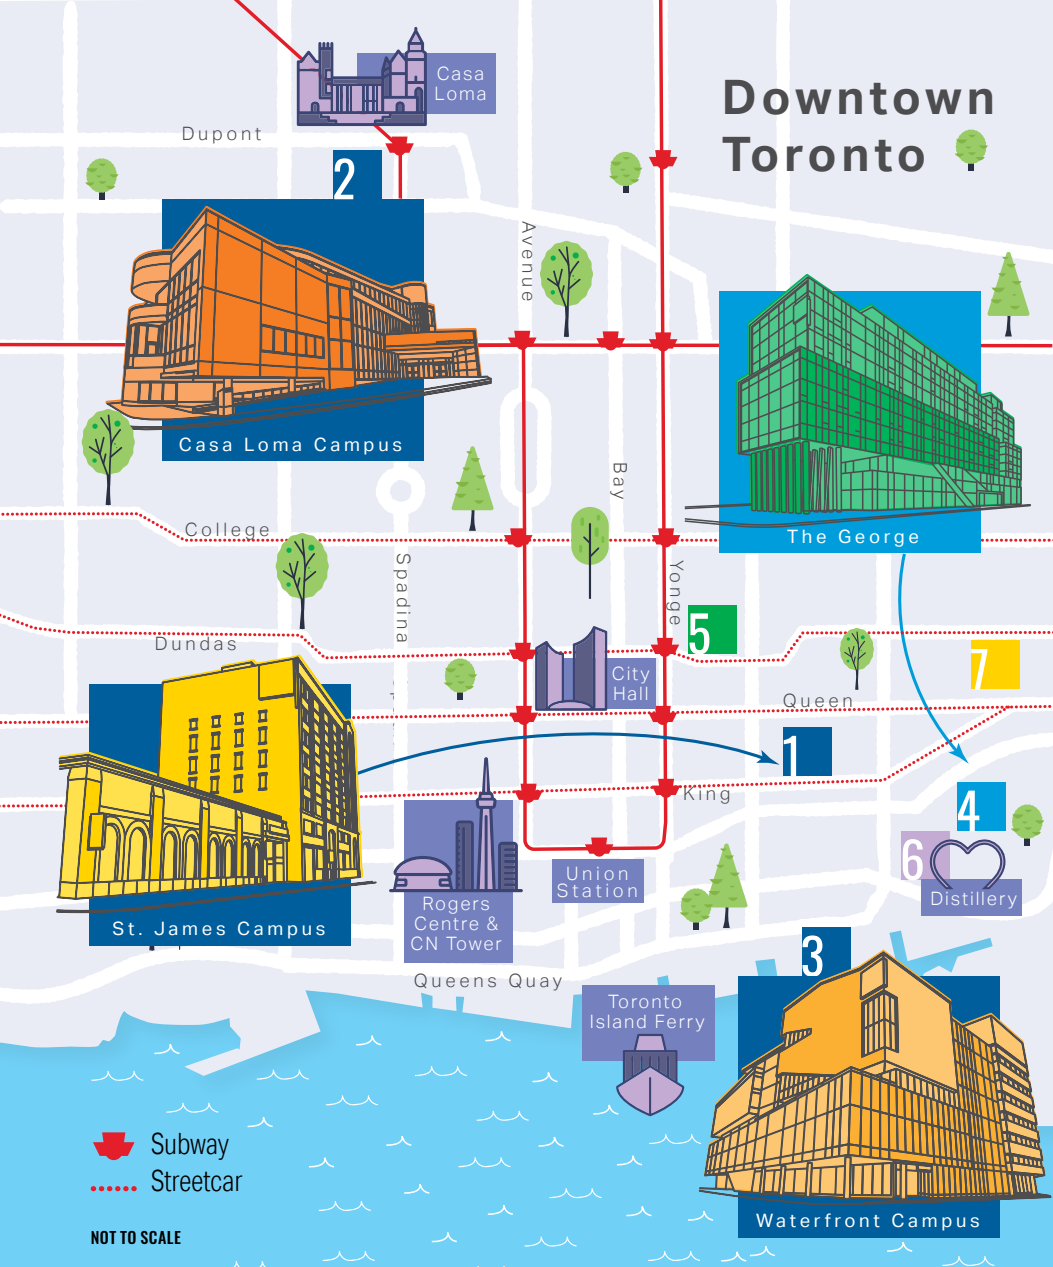 Casa
Loma
Downtown
Toronto
Dupont
2
Avenue
Casa Loma Campus
Bay
College
The George
Spadina
Yonge
5
Dundas
City
Hall
7
Queen
1
King
4
6
Union
Station
Distillery
Rogers
Centre &
CN Tower
St. James Campus
3
Queens Quay
Toronto
Island Ferry
Subway
Streetcar
Waterfront Campus
NOT TO SCALE